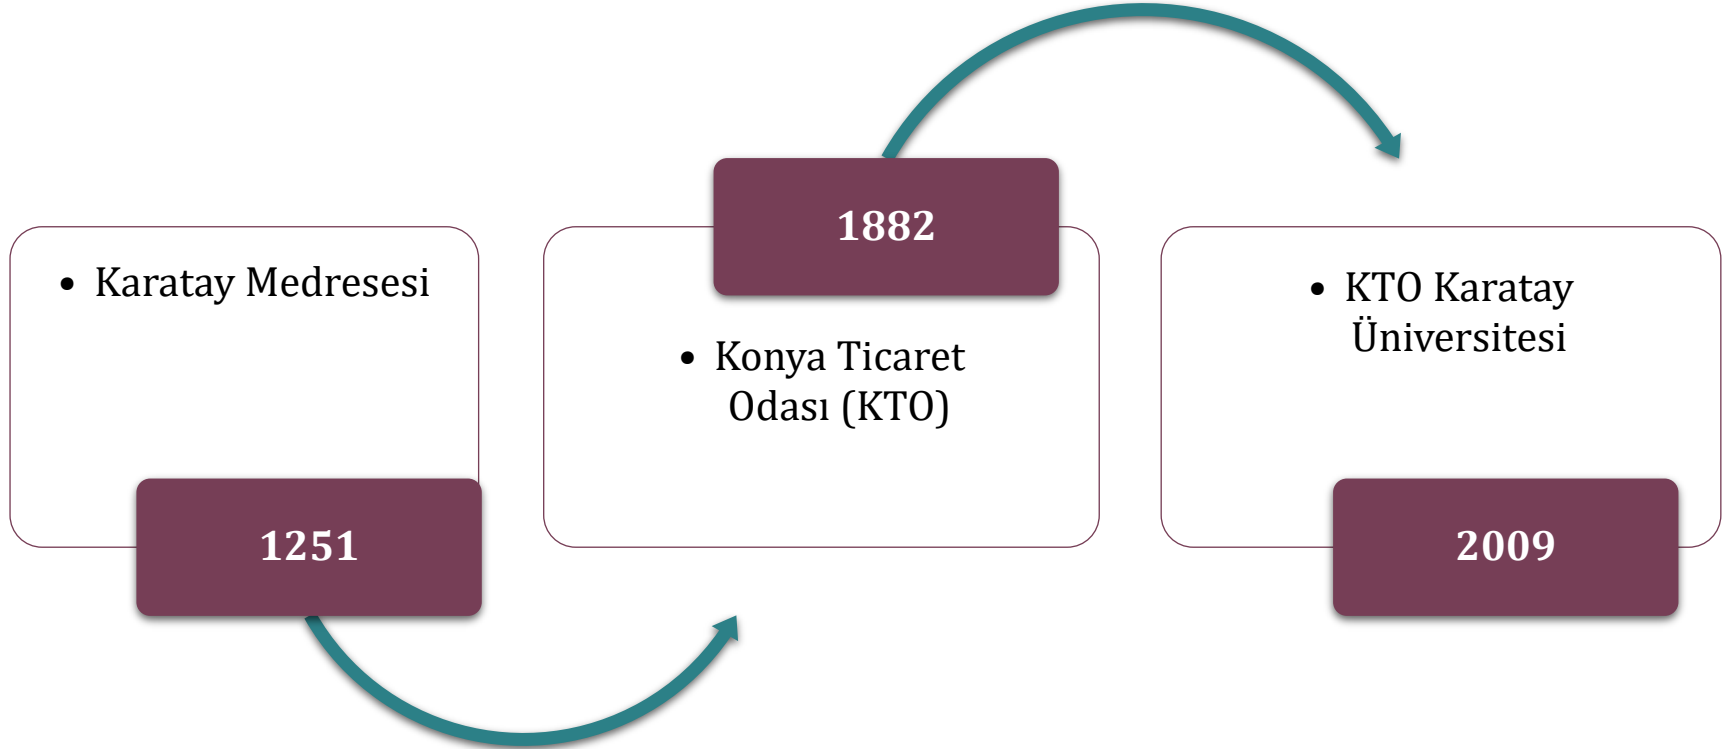 • Karatay Medresesi
1251
1882
• Konya Ticaret
Odası (KTO)
• KTO Karatay
Üniversitesi
2009